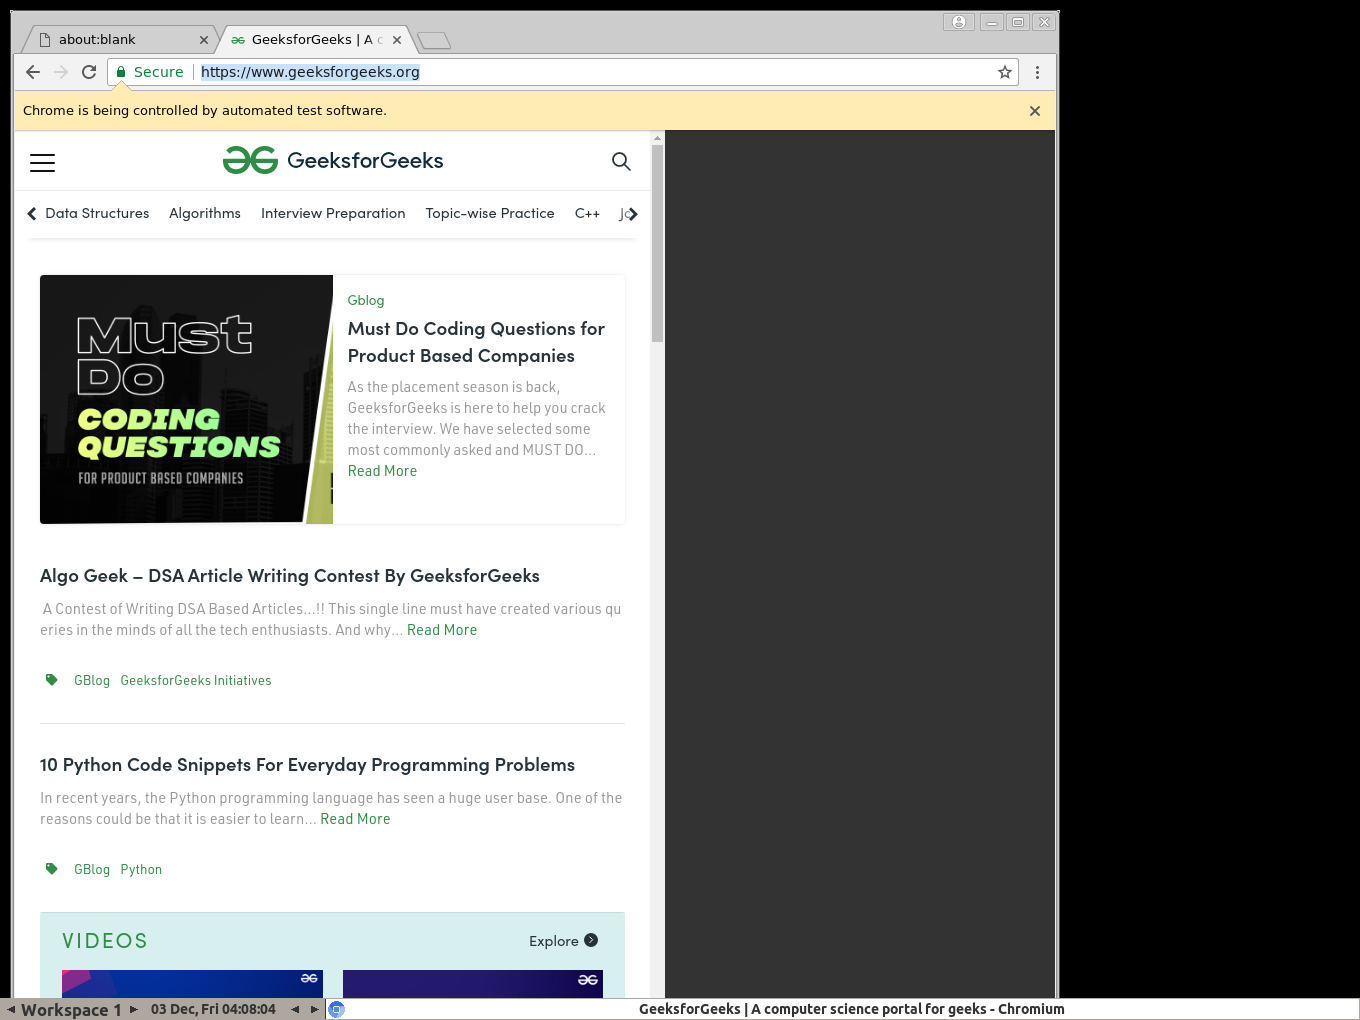 about:blank
GeeksforGeeks | A c
Secure
https://www.geeksforgeeks.org
Chrome is being controlled by automated test software.
GeeksforGeeks
Data Structures
Algorithms
Interview Preparation
Topic-wise Practice
C++
Must
Do
CODING
QUESTIONS
FOR PRODUCT BASED COMPANIES
Gblog
Must Do Coding Questions for
Product Based Companies
As the placement season is back,
GeeksforGeeks is here to help you crack
the interview. We have selected some
most commonly asked and MUST DO...
Read More
Algo Geek – DSA Article Writing Contest By GeeksforGeeks
A Contest of Writing DSA Based Articles...!! This single line must have created various qu
eries in the minds of all the tech enthusiasts. And why... Read More
GBlog GeeksforGeeks Initiatives
10 Python Code Snippets For Everyday Programming Problems
In recent years, the Python programming language has seen a huge user base. One of the
reasons could be that it is easier to learn... Read More
GBlog Python
VIDEOS
Explore
Workspace 1
03 Dec, Fri 04:08:04
GeeksforGeeks | A computer science portal for geeks - Chromium